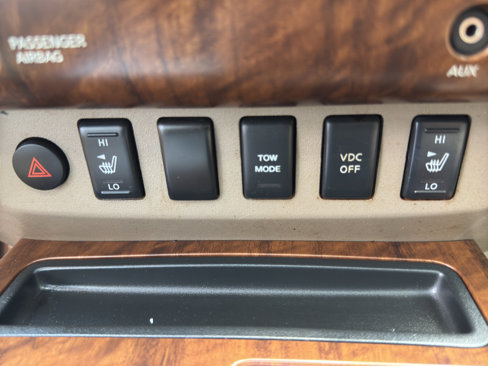 PASSENGER
AIRBAG
AUX
HI
LO
TOW
MODE
VDC
OFF
HI
LO